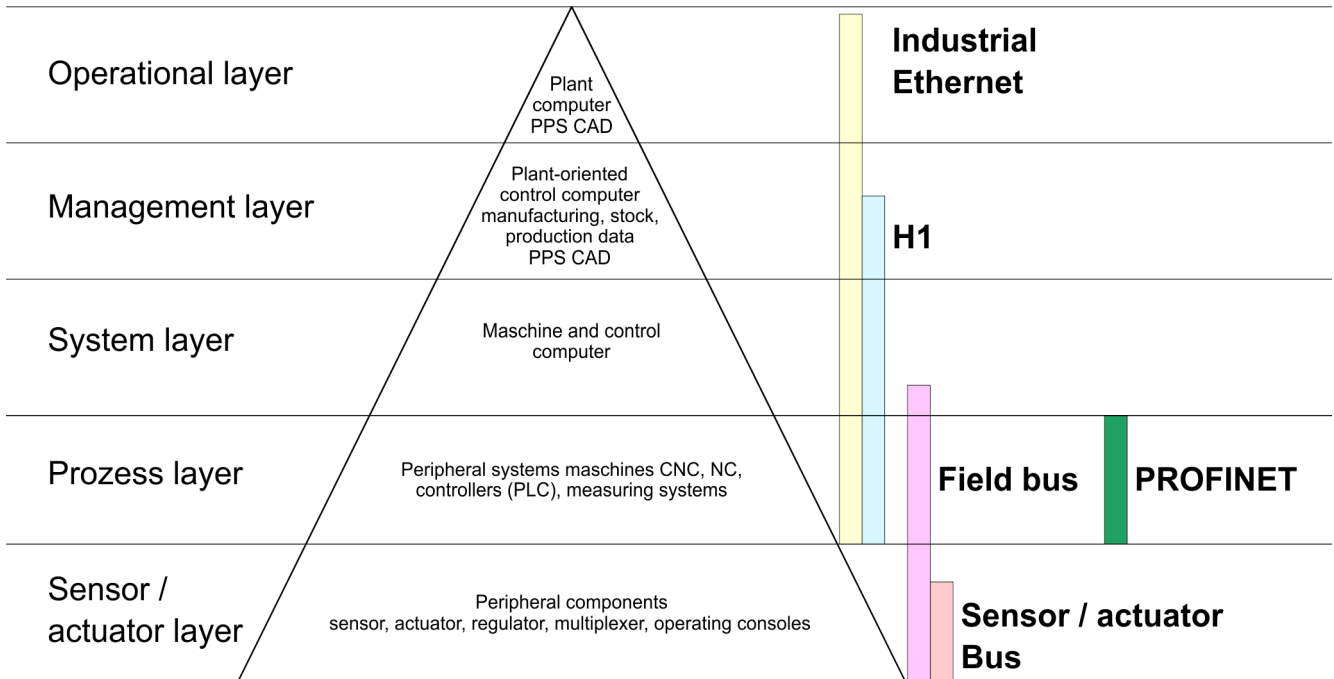 Operational layer
Plant
computer
PPS CAD
Industrial
Ethernet
Management layer
Plant-oriented
control computer
manufacturing, stock,
production data
PPS CAD
H1
System layer
Maschine and control
computer
Prozess layer
Peripheral systems maschines CNC, NC,
controllers (PLC), measuring systems
Field bus
PROFINET
Sensor /
actuator layer
Peripheral components
sensor, actuator, regulator, multiplexer, operating consoles
Sensor / actuator
Bus